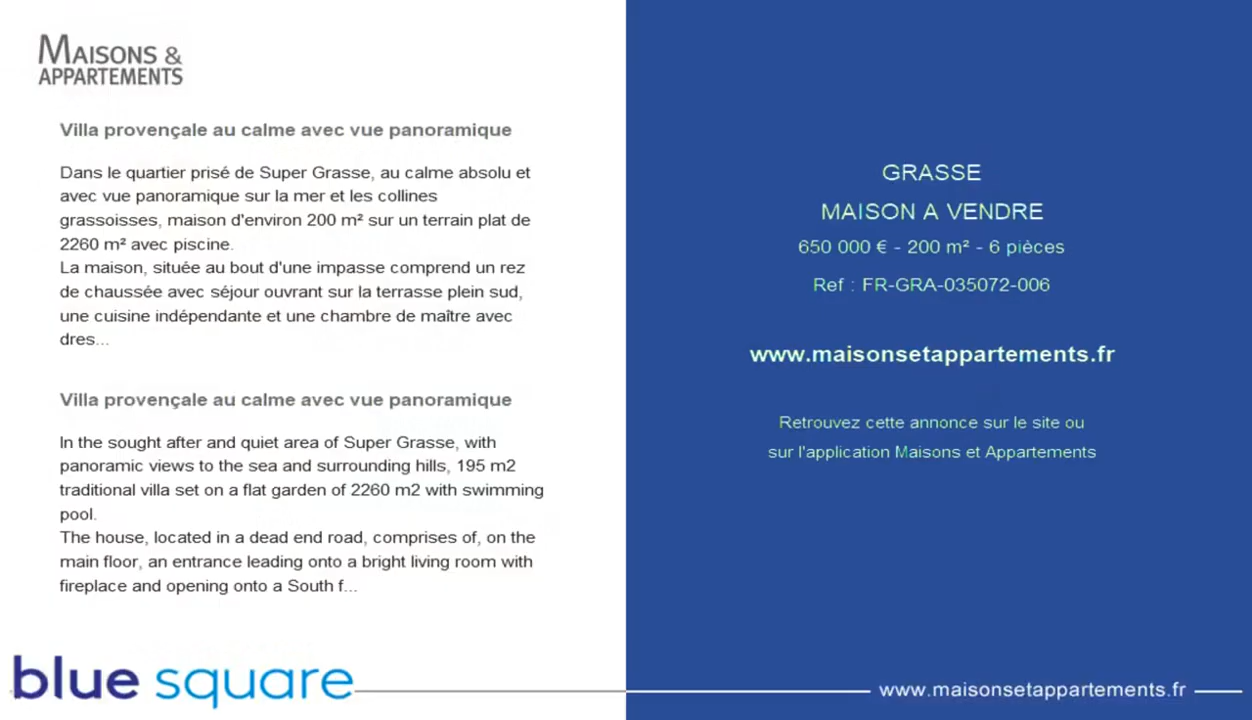 MAISONS &
APPARTEMENTS
Villa provençale au calme avec vue panoramique
Dans le quartier prisé de Super Grasse, au calme absolu et
avec vue panoramique sur la mer et les collines
grassoisses, maison d'environ 200 m² sur un terrain plat de
2260 m² avec piscine.
La maison, située au bout d'une impasse comprend un rez
de chaussée avec séjour ouvrant sur la terrasse plein sud,
une cuisine indépendante et une chambre de maître avec
dres...
Villa provençale au calme avec vue panoramique
In the sought after and quiet area of Super Grasse, with
panoramic views to the sea and surrounding hills, 195 m2
traditional villa set on a flat garden of 2260 m2 with swimming
pool.
The house, located in a dead end road, comprises of, on the
main floor, an entrance leading onto a bright living room with
fireplace and opening onto a South f...
blue square
GRASSE
MAISON A VENDRE
650 000 € - 200 m² - 6 pièces
Ref : FR-GRA-035072-006
www.maisonsetappartements.fr
Retrouvez cette annonce sur le site ou
sur l'application Maisons et Appartements
www.maisonsetappartements.fr